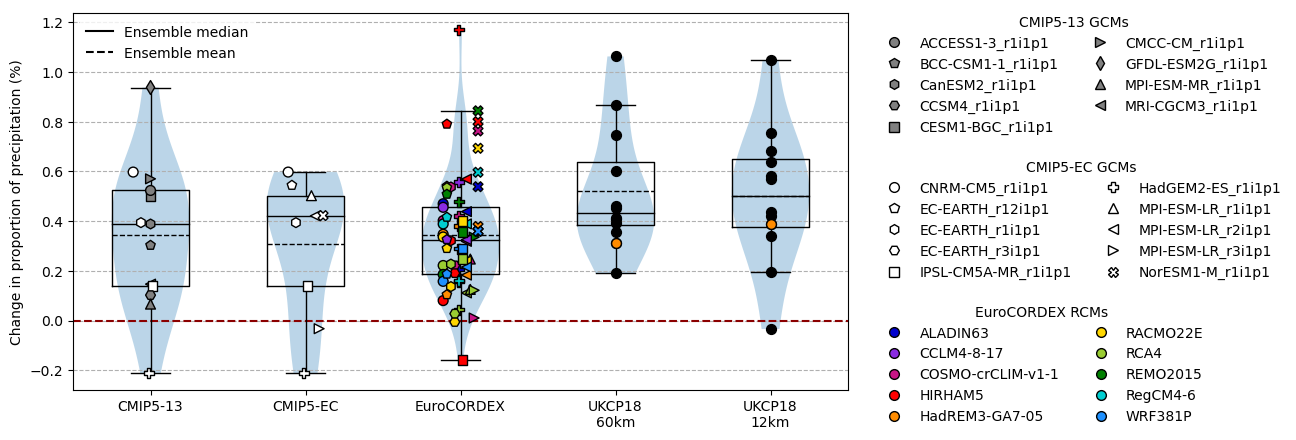 Change in proportion of precipitation (%)
1.2
1.0
0.8
0.6
0.4
0.2
0.0
−0.2
Ensemble median
Ensemble mean
CMIP5-13
CMIP5-EC
EuroCORDEX
UKCP18
60km
UKCP18
12km
CMIP5-13 GCMs
ACCESS1-3_r1i1p1
BCC-CSM1-1_r1i1p1
CanESM2_r1i1p1
CCSM4_r1i1p1
CESM1-BGC_r1i1p1
CMCC-CM_r1i1p1
GFDL-ESM2G_r1i1p1
MPI-ESM-MR_r1i1p1
MRI-CGCM3_r1i1p1
CMIP5-EC GCMs
CNRM-CM5_r1i1p1
EC-EARTH_r12i1p1
EC-EARTH_r1i1p1
EC-EARTH_r3i1p1
IPSL-CM5A-MR_r1i1p1
HadGEM2-ES_r1i1p1
MPI-ESM-LR_r1i1p1
MPI-ESM-LR_r2i1p1
MPI-ESM-LR_r3i1p1
NorESM1-M_r1i1p1
EuroCORDEX RCMs
ALADIN63
CCLM4-8-17
COSMO-crCLIM-v1-1
HIRHAM5
HadREM3-GA7-05
RACMO22E
RCA4
REMO2015
RegCM4-6
WRF381P